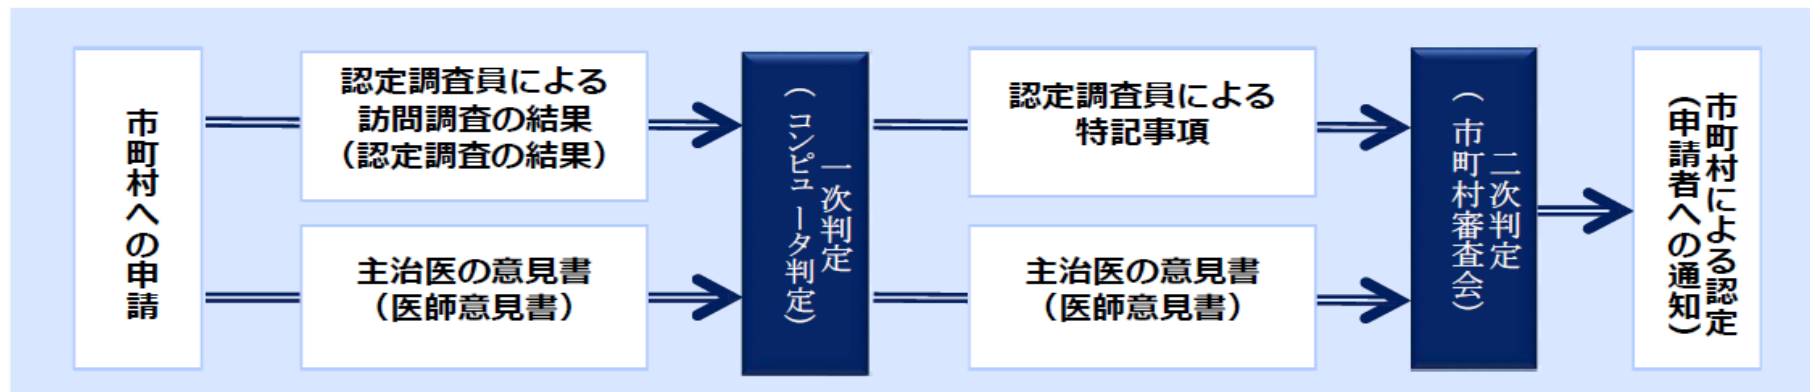 市町村への申請
認定調査員による
訪問調査の結果
（認定調査の結果）
主治医の意見書
（医師意見書）
一次判定
（コンピュータ判定）
認定調査員による
特記事項
主治医の意見書
（医師意見書）
二次判定
（市町村審査会）
市町村による認定
（申請者への通知）